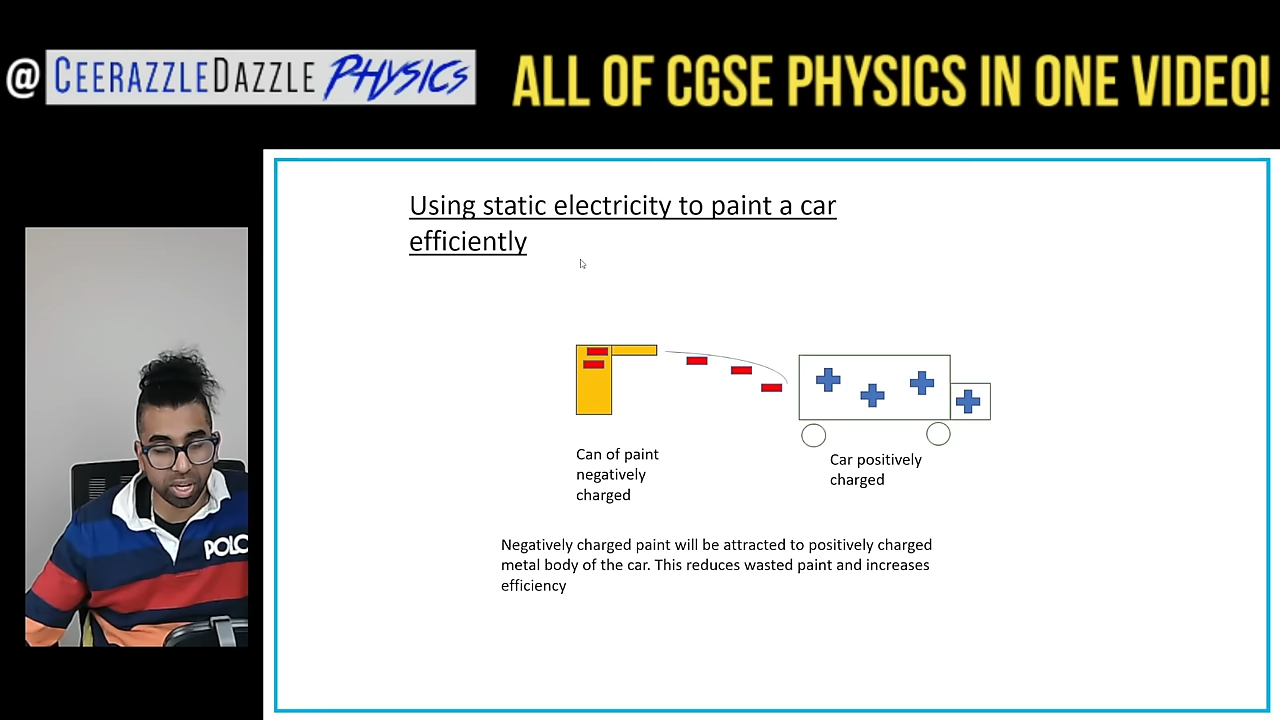 @ CEERAZZLEDAZZLE PHYSICS
ALL OF CGSE PHYSICS IN ONE VIDEO!
Using static electricity to paint a car
efficiently
Can of paint
negatively
charged
Car positively
charged
Negatively charged paint will be attracted to positively charged
metal body of the car. This reduces wasted paint and increases
efficiency
POLO